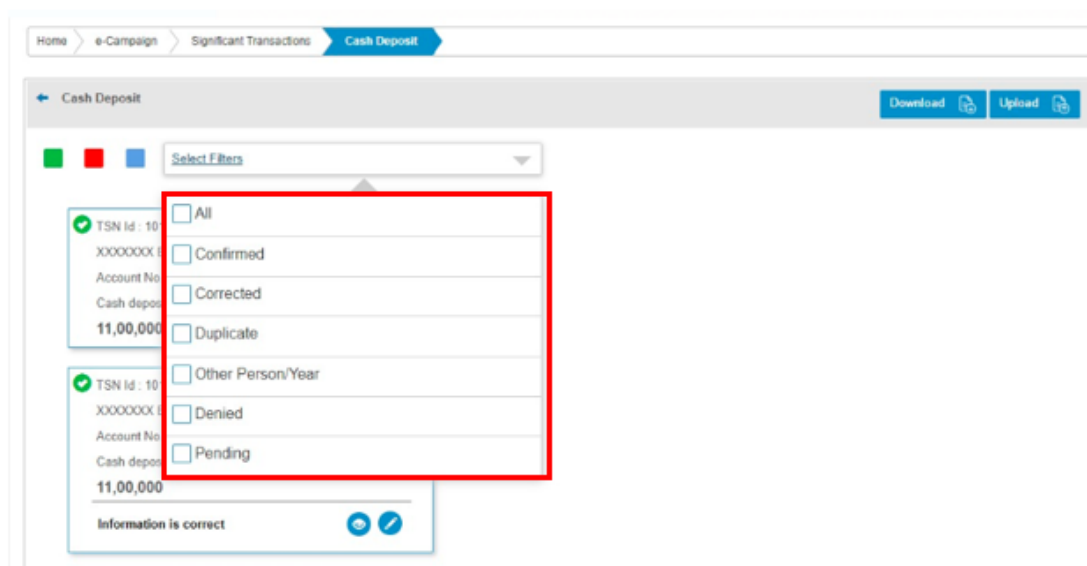 Home e-Campaign Significant Transactions Cash Deposit
Cash Deposit
Download Upload
Select Filters
All
Confirmed
Corrected
Duplicate
Other Person/Year
Denied
Pending
TSN Id : 101
XXXXXXX
Account No
Cash depos
11,00,000
TSN Id : 101
XXXXXXX
Account No
Cash depos
11,00,000
Information is correct